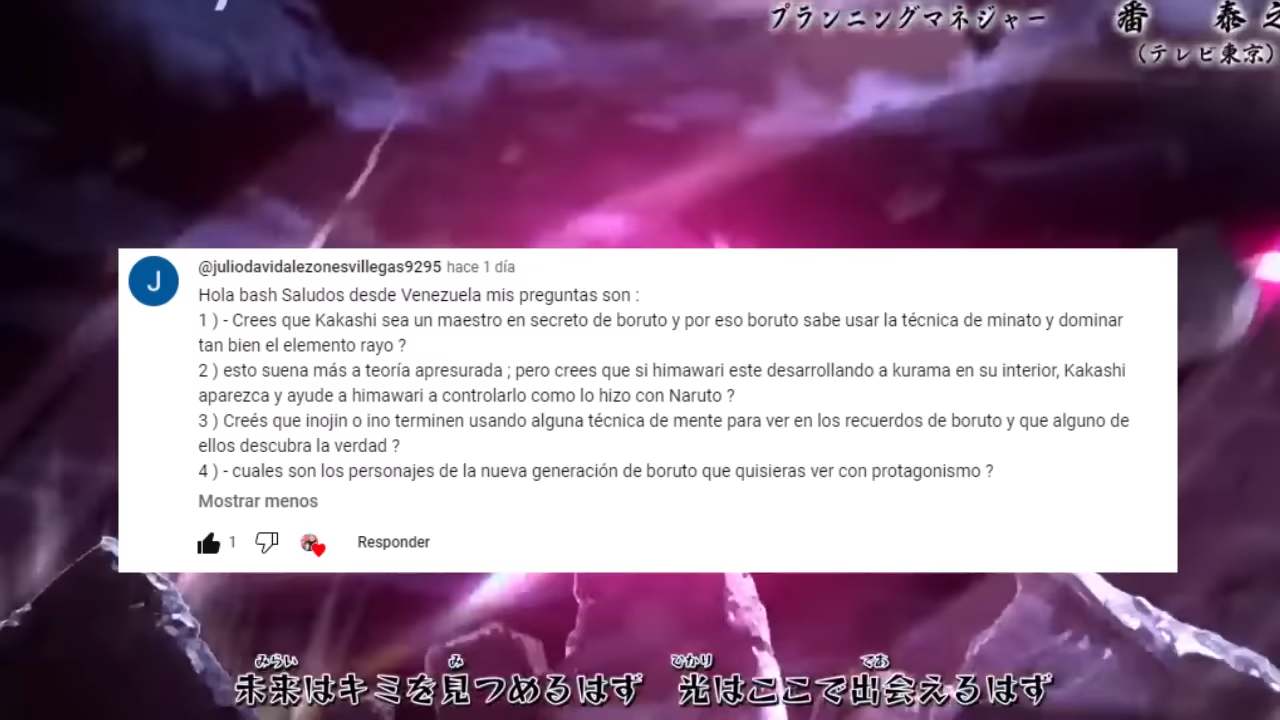 プランニングマネジャー 番 泰之
(テレビ東京)
J
@juliodavidalezonesvillegas9295 hace 1 día
Hola bash Saludos desde Venezuela mis preguntas son :
1 ) - Crees que Kakashi sea un maestro en secreto de boruto y por eso boruto sabe usar la técnica de minato y dominar
tan bien el elemento rayo ?
2 ) esto suena más a teoría apresurada ; pero crees que si himawari este desarrollando a kurama en su interior, Kakashi
aparezca y ayude a himawari a controlarlo como lo hizo con Naruto ?
3 ) Creés que inojin o ino terminen usando alguna técnica de mente para ver en los recuerdos de boruto y que alguno de
ellos descubra la verdad ?
4 ) - cuales son los personajes de la nueva generación de boruto que quisieras ver con protagonismo ?
Mostrar menos
1 Responder
みらい み ひかり であ
未来はキミを見つめるはず 光はここで出会えるはず